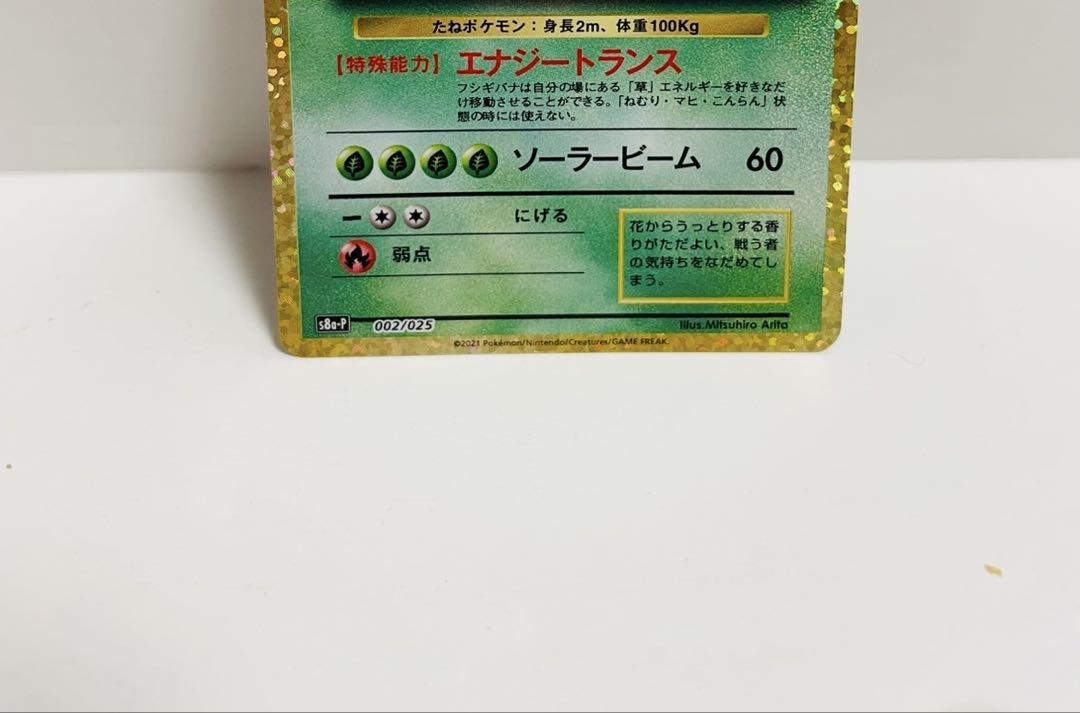 たねポケモン：身長2m、体重100Kg
【特殊能力】 エナジートランス
フシギバナは自分の場にある「草」エネルギーを好きなだ
け移動させることができる。「ねむり・マヒ・こんらん」状
態の時には使えない。
ソーラービーム 60
にげる
弱点
花からうっとりする香
りがただよい、戦う者
の気持ちをなだめてし
まう。
s8a-P 002/025
Illus.Mitsuhiro Arita
©2021 Pokémon/Nintendo/Creatures/GAME FREAK.